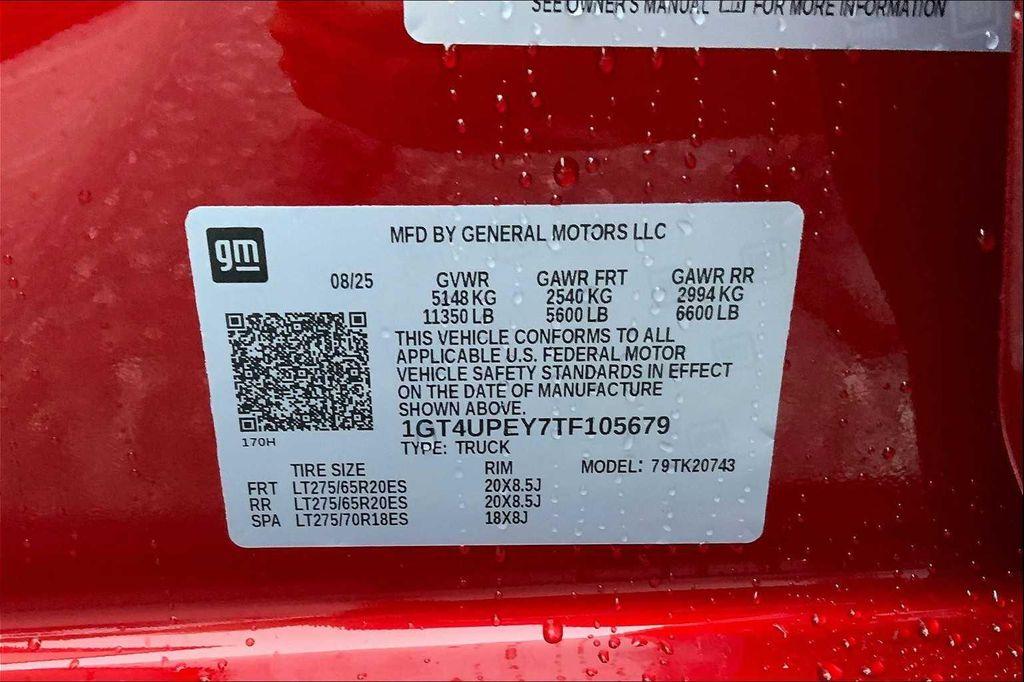 SEE OWNER'S MANUAL FOR MORE INFORMATION
gm
MFD BY GENERAL MOTORS LLC
08/25 GVWR GAWR FRT GAWR RR
5148 KG 2540 KG 2994 KG
11350 LB 5600 LB 6600 LB
THIS VEHICLE CONFORMS TO ALL
APPLICABLE U.S. FEDERAL MOTOR
VEHICLE SAFETY STANDARDS IN EFFECT
ON THE DATE OF MANUFACTURE
SHOWN ABOVE.
170H
1GT4UPEY7TF105679
TYPE: TRUCK
TIRE SIZE RIM MODEL: 79TK20743
FRT LT275/65R20ES 20X8.5J
RR LT275/65R20ES 20X8.5J
SPA LT275/70R18ES 18X8J